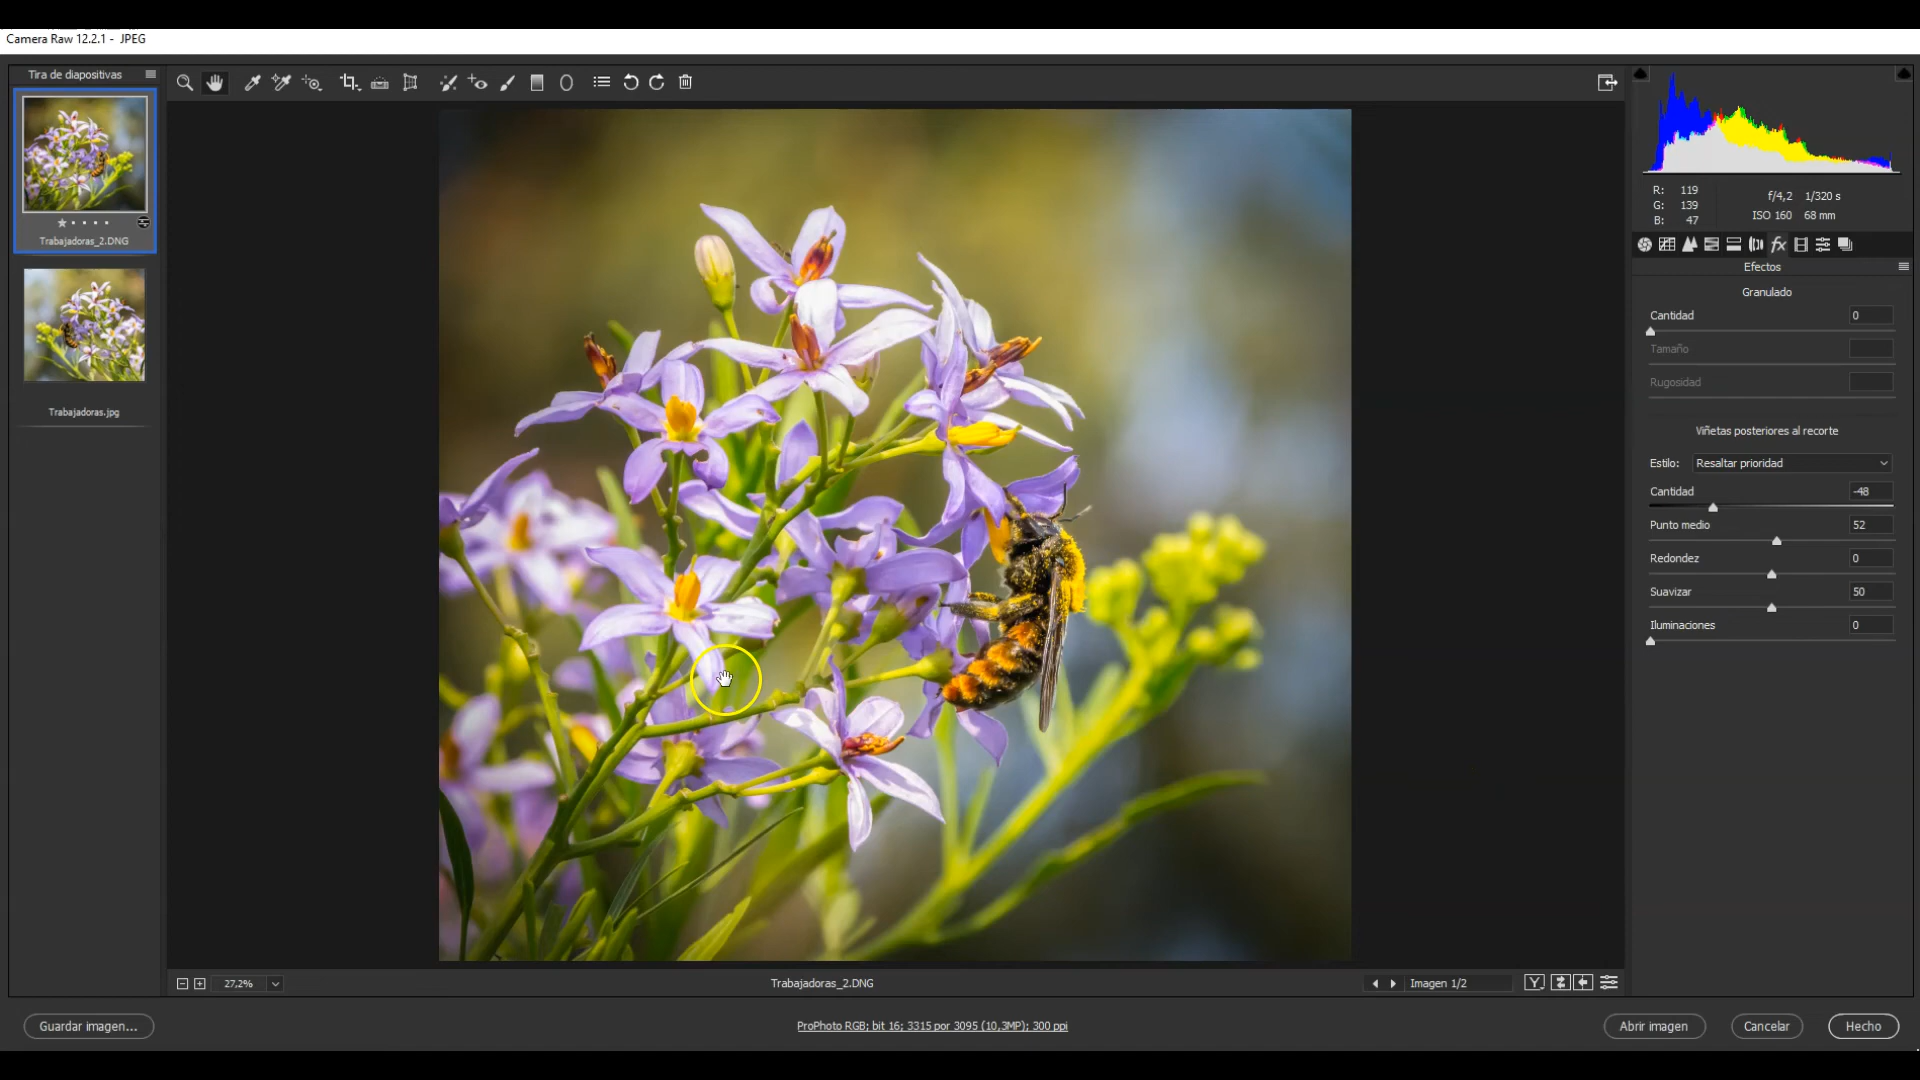 Camera Raw 12.2.1 - JPEG
Tira de diapositivas
Trabajadoras_2.DNG
Trabajadoras.jpg
27,2%
Trabajadoras_2.DNG
Imagen 1/2
Guardar imagen...
ProPhoto RGB; bit 16; 3315 por 3095 (10,3MP); 300 ppi
Abrir imagen
Cancelar
Hecho
R: 119
G: 139
B: 47
f/4,2 1/320 s
ISO 160 68 mm
fx
Efectos
Granulado
Cantidad 0
Tamaño
Rugosidad
Viñetas posteriores al recorte
Estilo: Resaltar prioridad
Cantidad -48
Punto medio 52
Redondez 0
Suavizar 50
Iluminaciones 0
Y